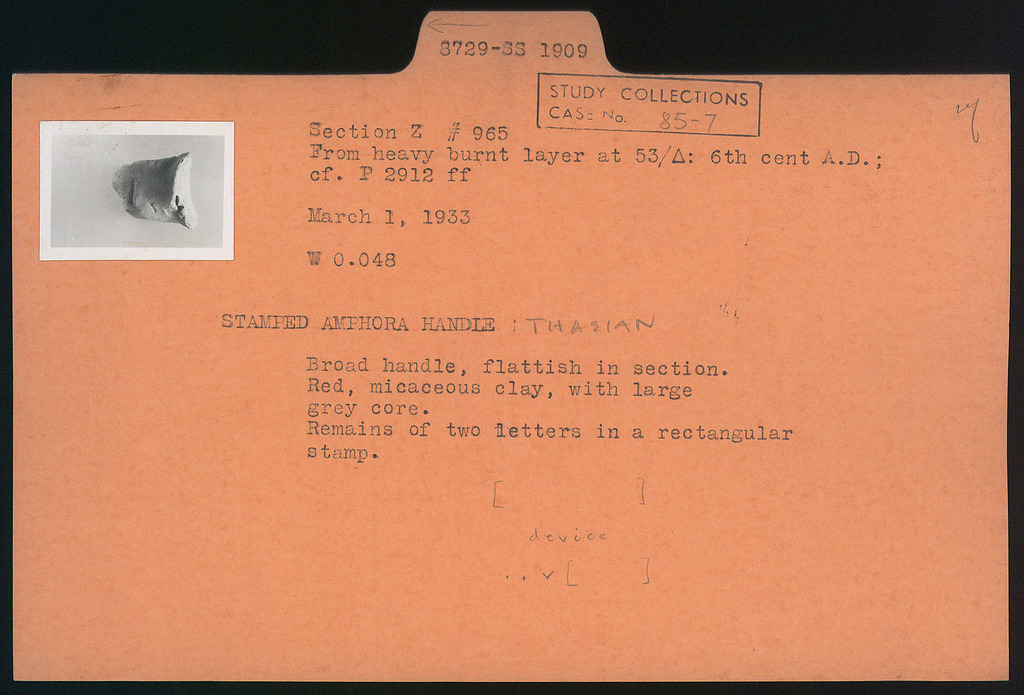 8729-SS 1909
STUDY COLLECTIONS
CASE No. 85-7
Section Z # 965
From heavy burnt layer at 53/Δ: 6th cent A.D.;
cf. P 2912 ff
March 1, 1933
W 0.048
STAMPED AMPHORA HANDLE : THASIAN
Broad handle, flattish in section.
Red, micaceous clay, with large
grey core.
Remains of two letters in a rectangular
stamp.
[ ]
device
. . v [ ]